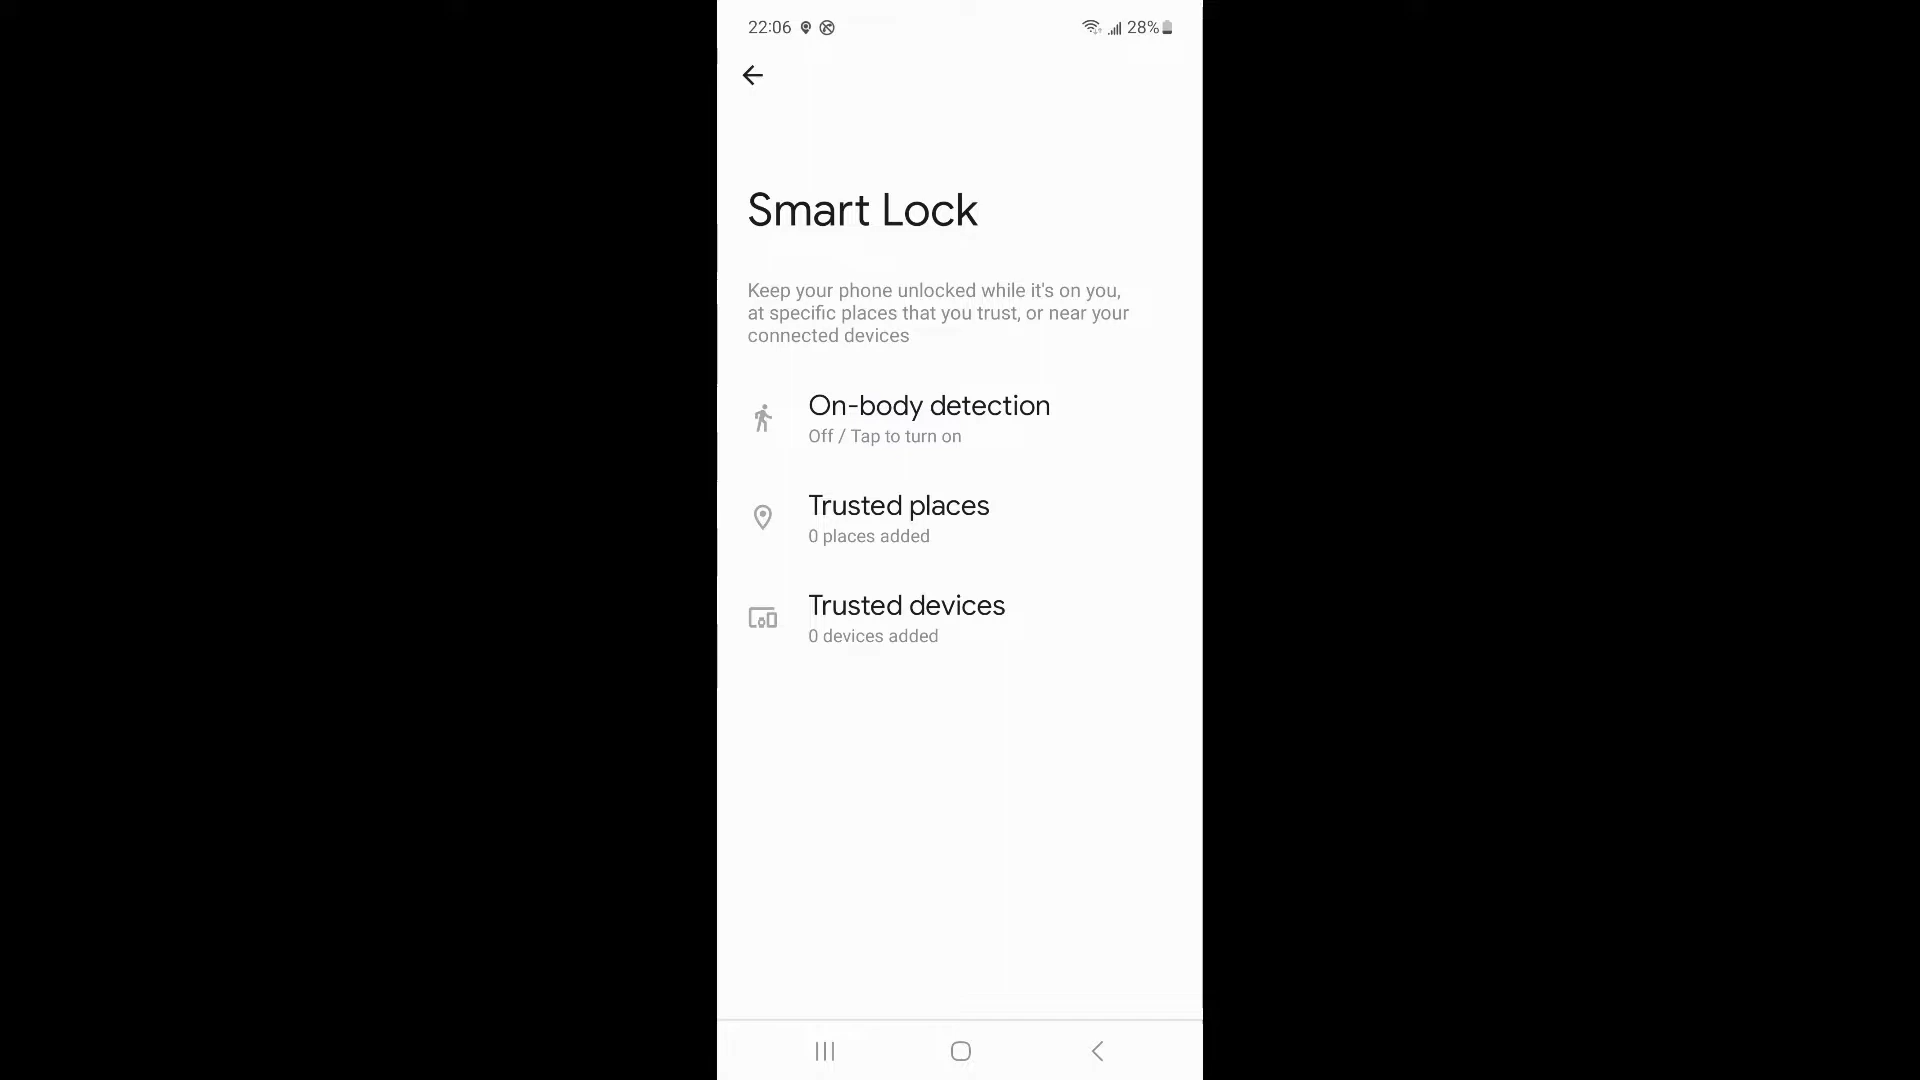 22:06
28%
Smart Lock
Keep your phone unlocked while it's on you,
at specific places that you trust, or near your
connected devices
On-body detection
Off / Tap to turn on
Trusted places
0 places added
Trusted devices
0 devices added